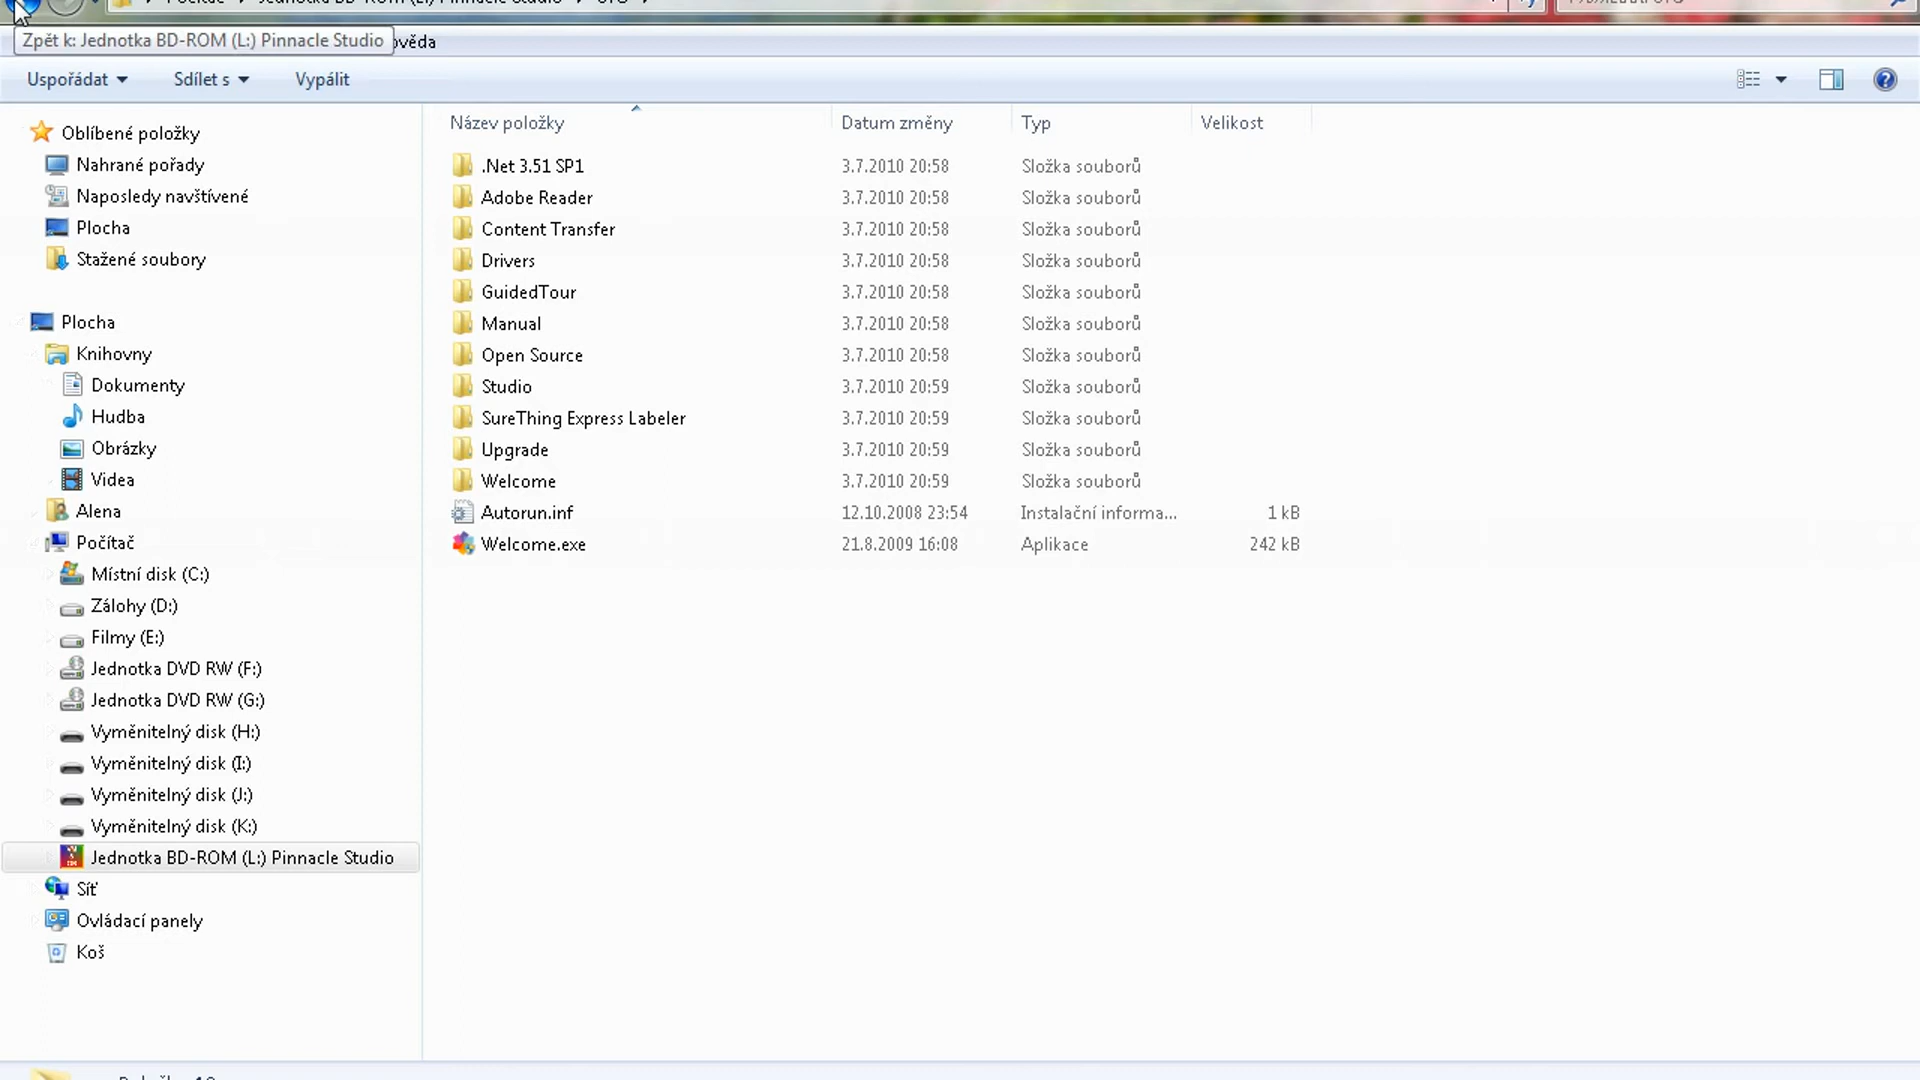 Počítač Jednotka BD-ROM (L:) Pinnacle Studio
Zpět k: Jednotka BD-ROM (L:) Pinnacle Studio
ověda
Uspořádat Sdílet s Vypálit
Název položky Datum změny Typ Velikost
Oblíbené položky
Nahrané pořady
Naposledy navštívené
Plocha
Stažené soubory
Plocha
Knihovny
Dokumenty
Hudba
Obrázky
Videa
Alena
Počítač
Místní disk (C:)
Zálohy (D:)
Filmy (E:)
Jednotka DVD RW (F:)
Jednotka DVD RW (G:)
Vyměnitelný disk (H:)
Vyměnitelný disk (I:)
Vyměnitelný disk (J:)
Vyměnitelný disk (K:)
Jednotka BD-ROM (L:) Pinnacle Studio
Síť
Ovládací panely
Koš
.Net 3.51 SP1 3.7.2010 20:58 Složka souborů
Adobe Reader 3.7.2010 20:58 Složka souborů
Content Transfer 3.7.2010 20:58 Složka souborů
Drivers 3.7.2010 20:58 Složka souborů
GuidedTour 3.7.2010 20:58 Složka souborů
Manual 3.7.2010 20:58 Složka souborů
Open Source 3.7.2010 20:58 Složka souborů
Studio 3.7.2010 20:59 Složka souborů
SureThing Express Labeler 3.7.2010 20:59 Složka souborů
Upgrade 3.7.2010 20:59 Složka souborů
Welcome 3.7.2010 20:59 Složka souborů
Autorun.inf 12.10.2008 23:54 Instalační informa... 1 kB
Welcome.exe 21.8.2009 16:08 Aplikace 242 kB